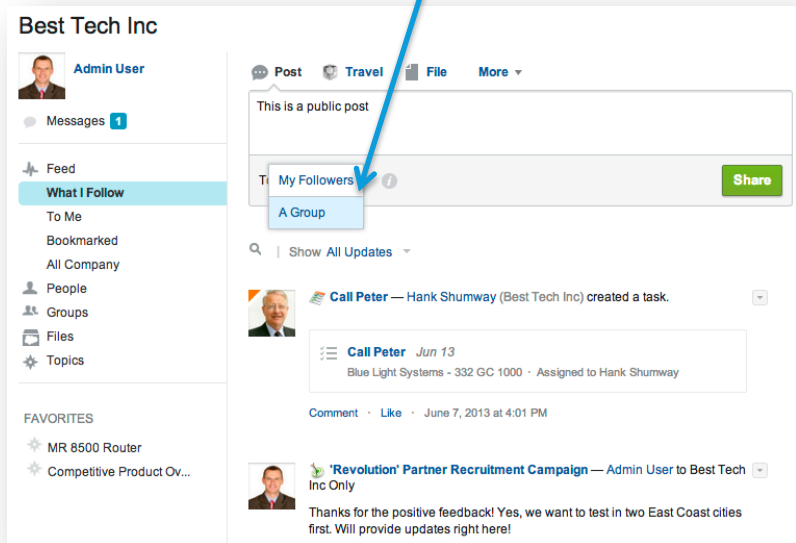 Best Tech Inc
Admin User
Messages 1
Feed
What I Follow
To Me
Bookmarked
All Company
People
Groups
Files
Topics
FAVORITES
MR 8500 Router
Competitive Product Ov...
Post Travel File More
This is a public post
My Followers
A Group
Share
Show All Updates
Call Peter — Hank Shumway (Best Tech Inc) created a task.
Call Peter Jun 13
Blue Light Systems - 332 GC 1000 · Assigned to Hank Shumway
Comment · Like · June 7, 2013 at 4:01 PM
'Revolution' Partner Recruitment Campaign — Admin User to Best Tech
Inc Only
Thanks for the positive feedback! Yes, we want to test in two East Coast cities
first. Will provide updates right here!